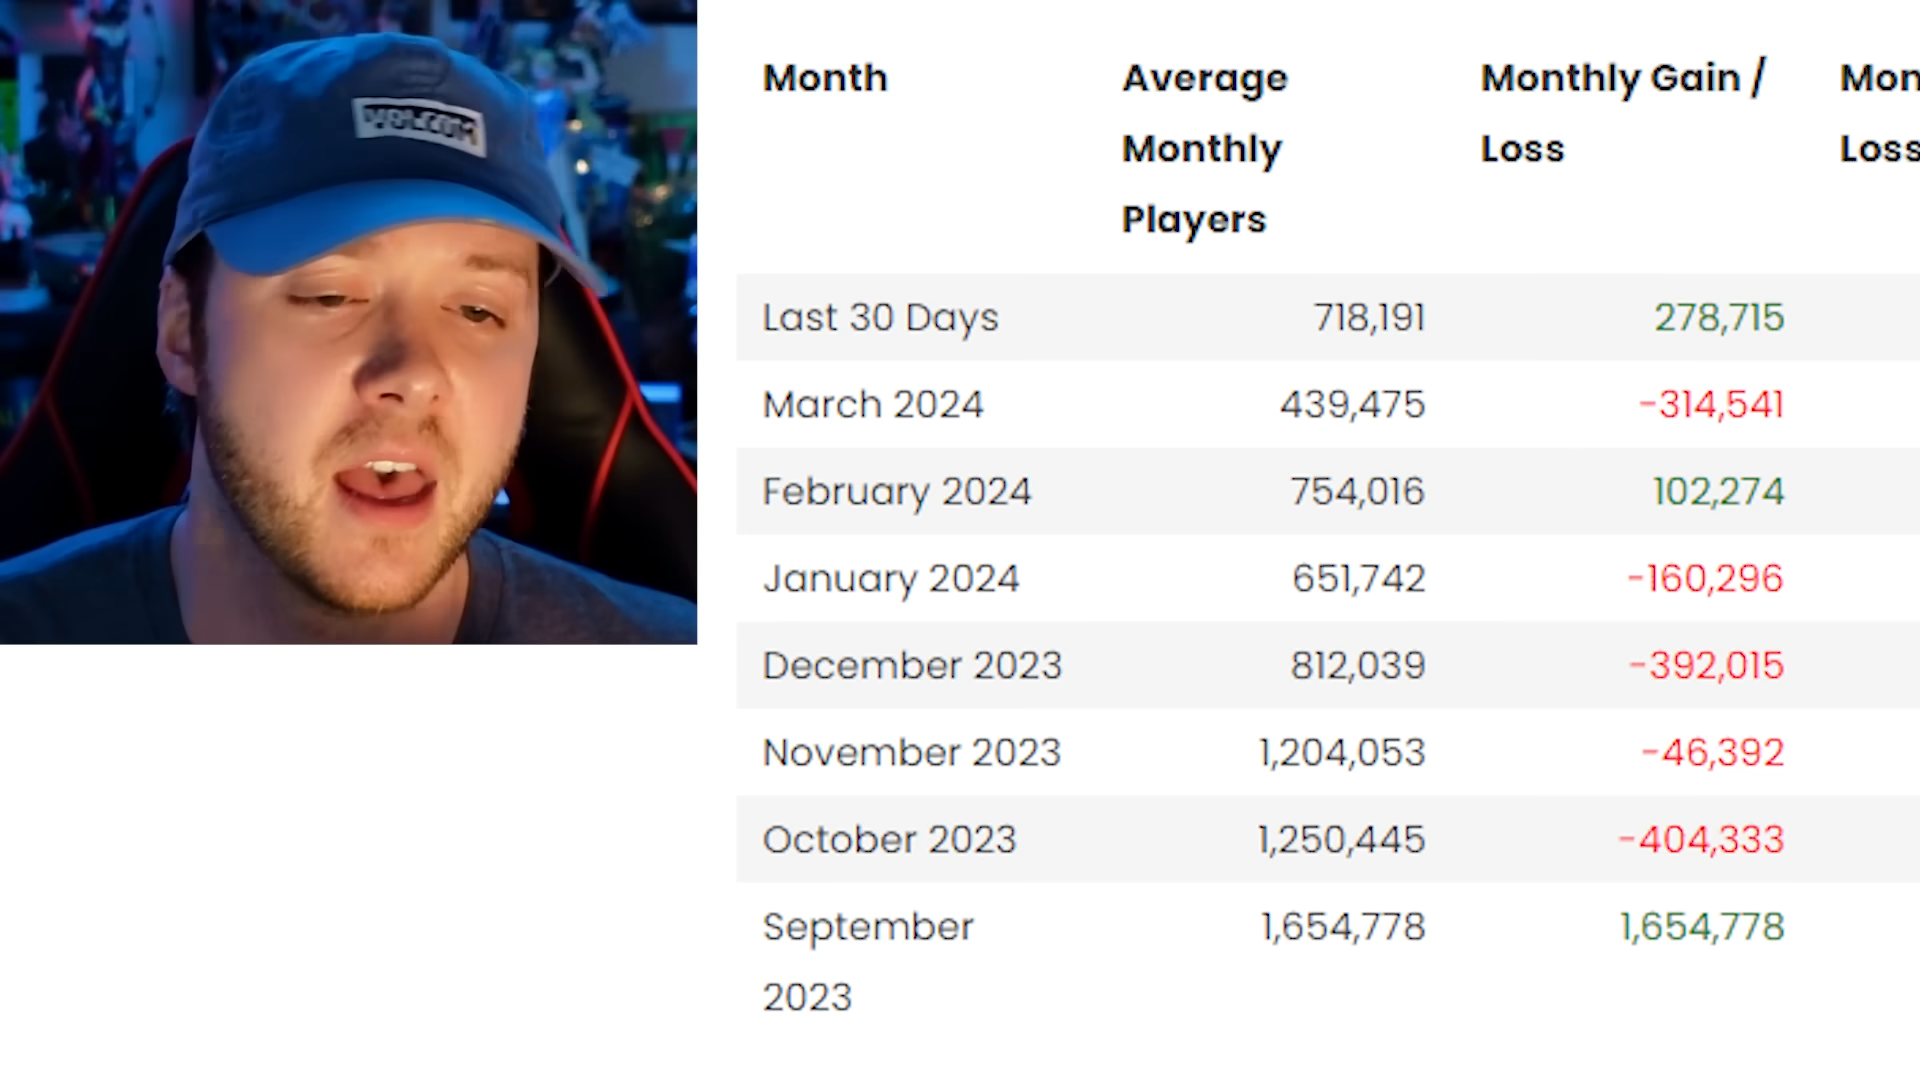 VOLCOM
Month
Average
Monthly
Players
Monthly Gain /
Loss
Mon
Loss
Last 30 Days 718,191 278,715
March 2024 439,475 -314,541
February 2024 754,016 102,274
January 2024 651,742 -160,296
December 2023 812,039 -392,015
November 2023 1,204,053 -46,392
October 2023 1,250,445 -404,333
September 1,654,778 1,654,778
2023